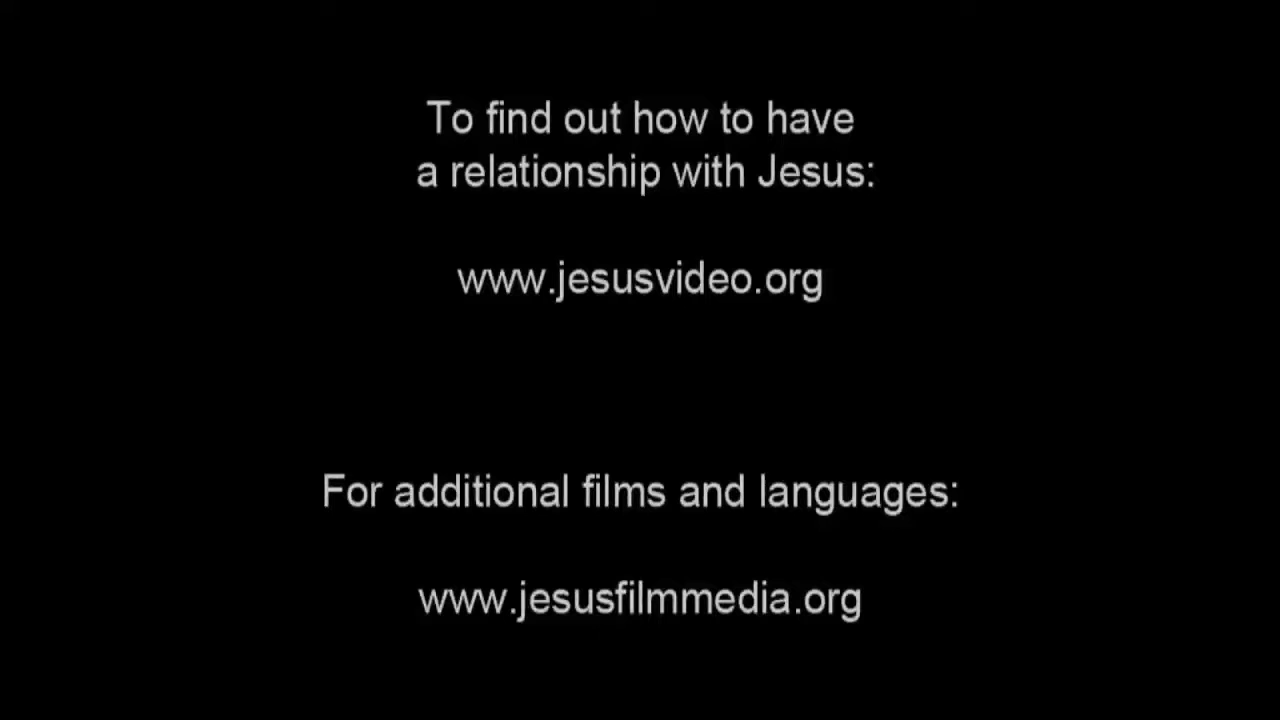 To find out how to have
a relationship with Jesus:
www.jesusvideo.org
For additional films and languages:
www.jesusfilmmedia.org